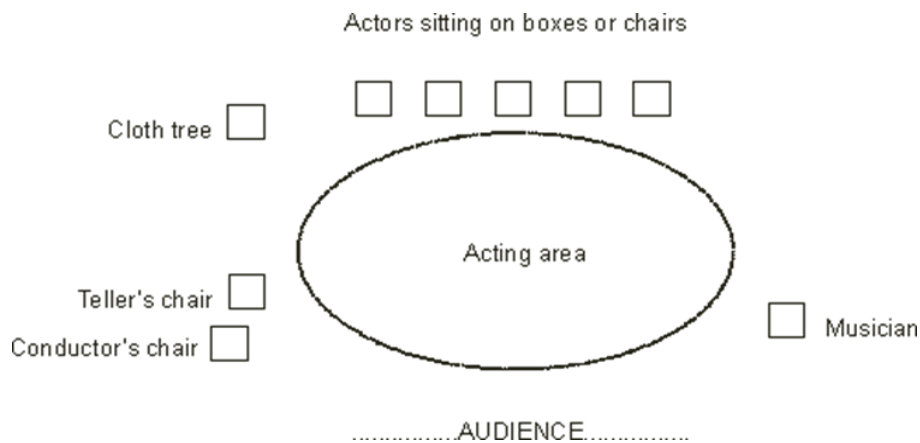 Actors sitting on boxes or chairs
Cloth tree
Acting area
Teller's chair
Musician
Conductor's chair
................AUDIENCE................